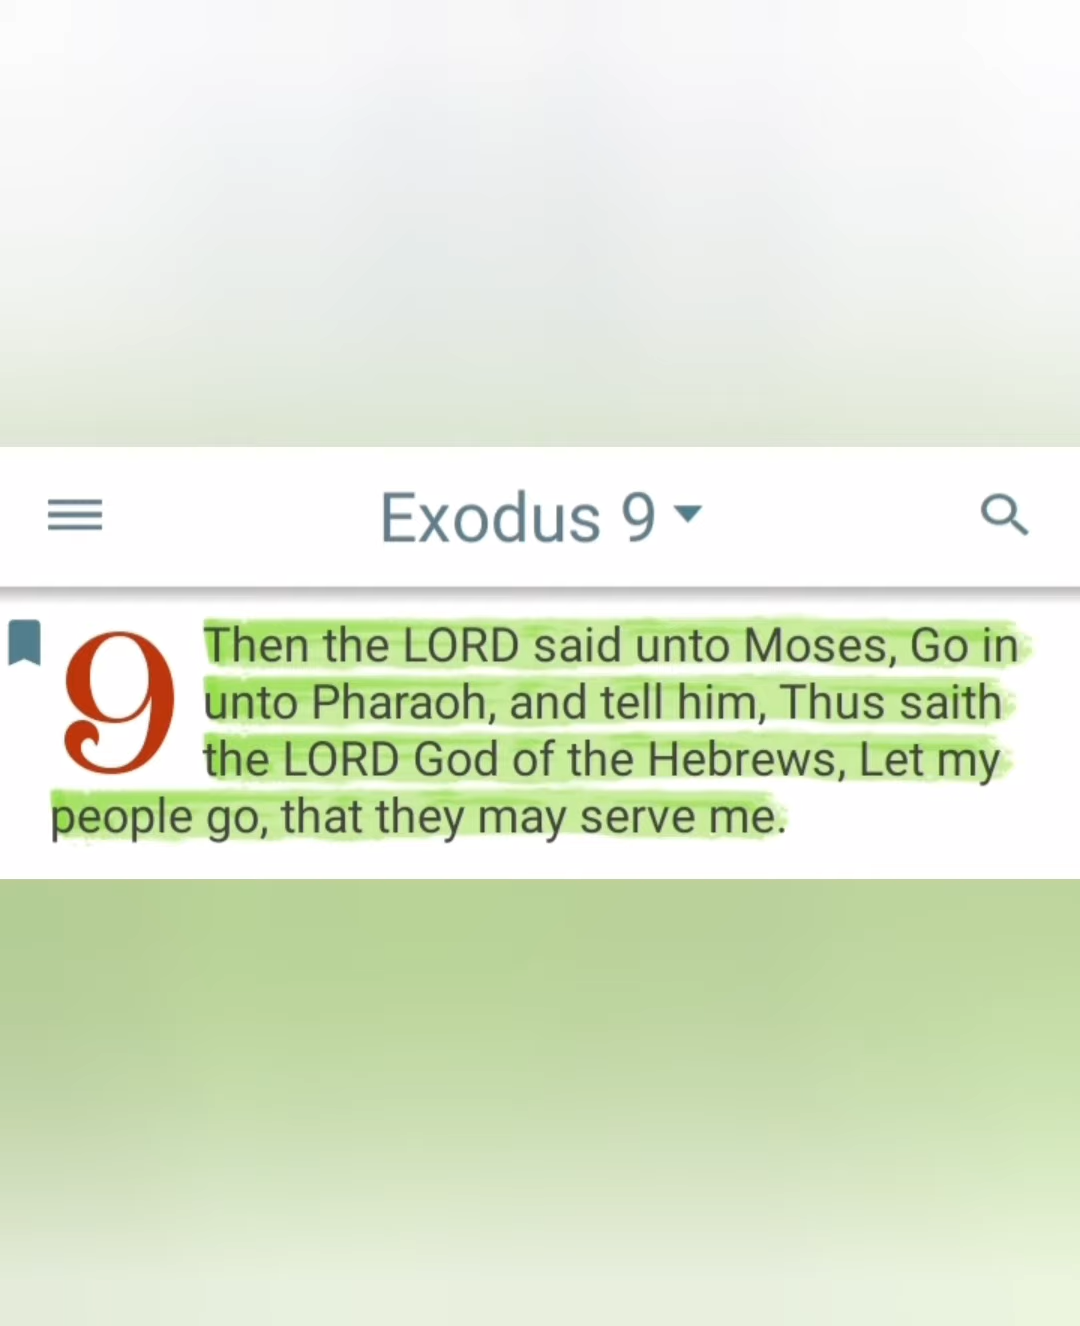 Exodus 9
9
Then the LORD said unto Moses, Go in
unto Pharaoh, and tell him, Thus saith
the LORD God of the Hebrews, Let my
people go, that they may serve me.